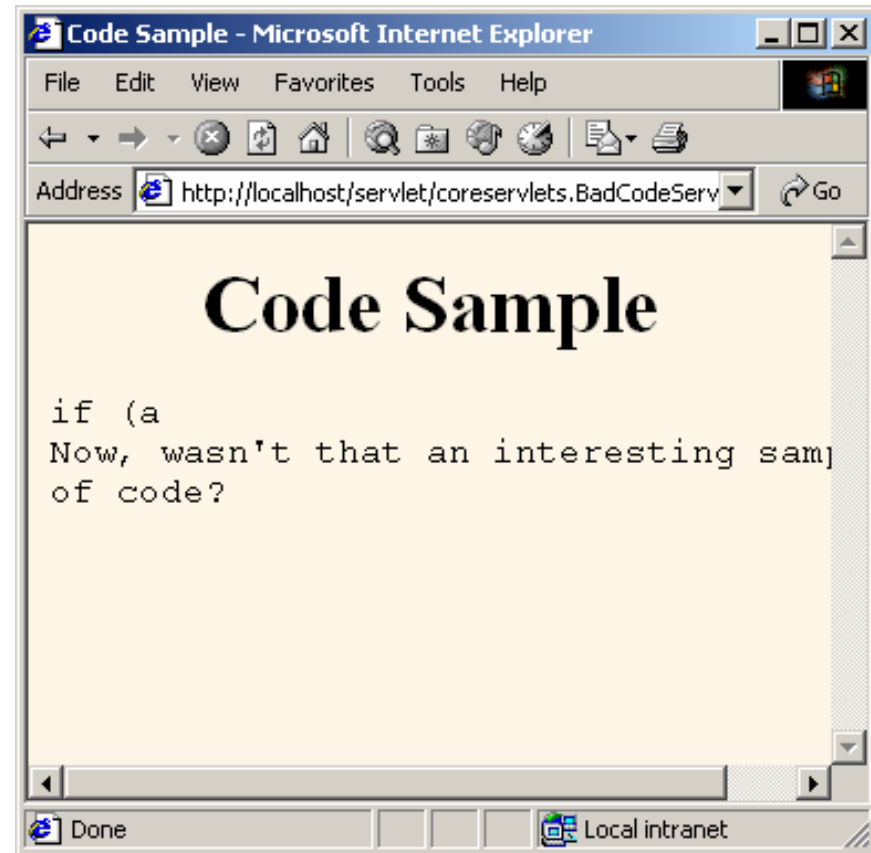 Code Sample - Microsoft Internet Explorer
File Edit View Favorites Tools Help
Address http://localhost/servlet/coreservlets.BadCodeServ Go
Code Sample
if (a
Now, wasn't that an interesting
of code?
Done Local intranet